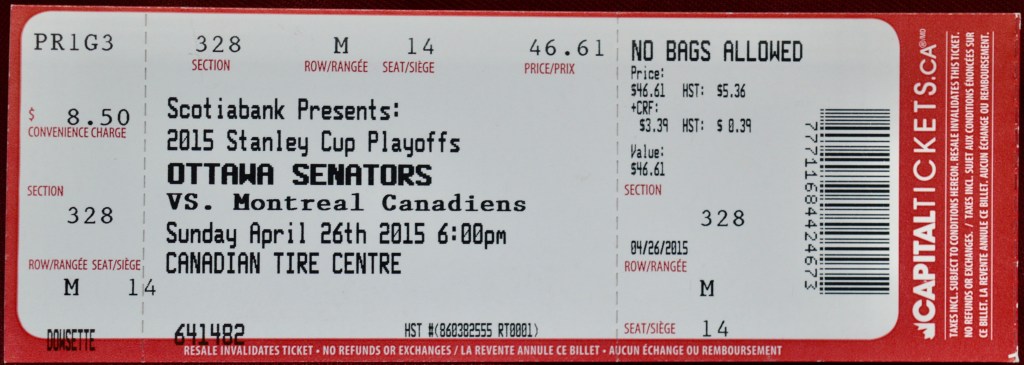 PR1G3
$ 8.50
CONVENIENCE CHARGE
SECTION
328
ROW/RANGÉE SEAT/SIÈGE
M 14
DOWSETTE
328 M 14 46.61
SECTION ROW/RANGÉE SEAT/SIÈGE PRICE/PRIX
Scotiabank Presents:
2015 Stanley Cup Playoffs
OTTAWA SENATORS
VS. Montreal Canadiens
Sunday April 26th 2015 6:00pm
CANADIAN TIRE CENTRE
641482 HST #(860382555 RT0001)
RESALE INVALIDATES TICKET • NO REFUNDS OR EXCHANGES / LA REVENTE ANNULE CE BILLET • AUCUN ÉCHANGE OU REMBOURSEMENT
NO BAGS ALLOWED
Price:
$46.61 HST: $5.36
+CRF:
$3.39 HST: $ 0.39
Value:
$46.61
SECTION
328
04/26/2015
ROW/RANGÉE
M
SEAT/SIÈGE 14
77711684442673
CAPITALTICKETS.CA®/MD
TAXES INCL. SUBJECT TO CONDITIONS HEREON. RESALE INVALIDATES THIS TICKET.
NO REFUNDS OR EXCHANGES. / TAXES INCL. SUJET AUX CONDITIONS ÉNONCÉES SUR
CE BILLET. LA REVENTE ANNULE CE BILLET. AUCUN ÉCHANGE OU REMBOURSEMENT.